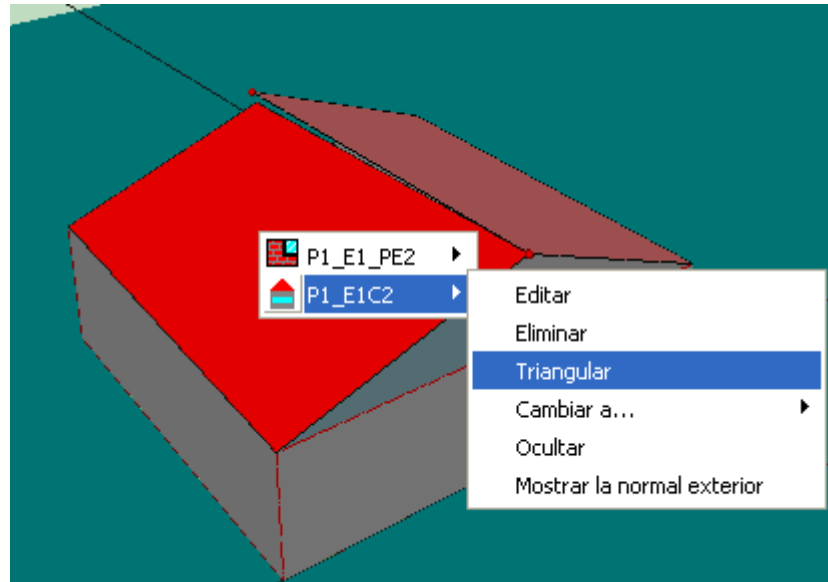 P1_E1_PE2
P1_E1C2
Editar
Eliminar
Triangular
Cambiar a...
Ocultar
Mostrar la normal exterior